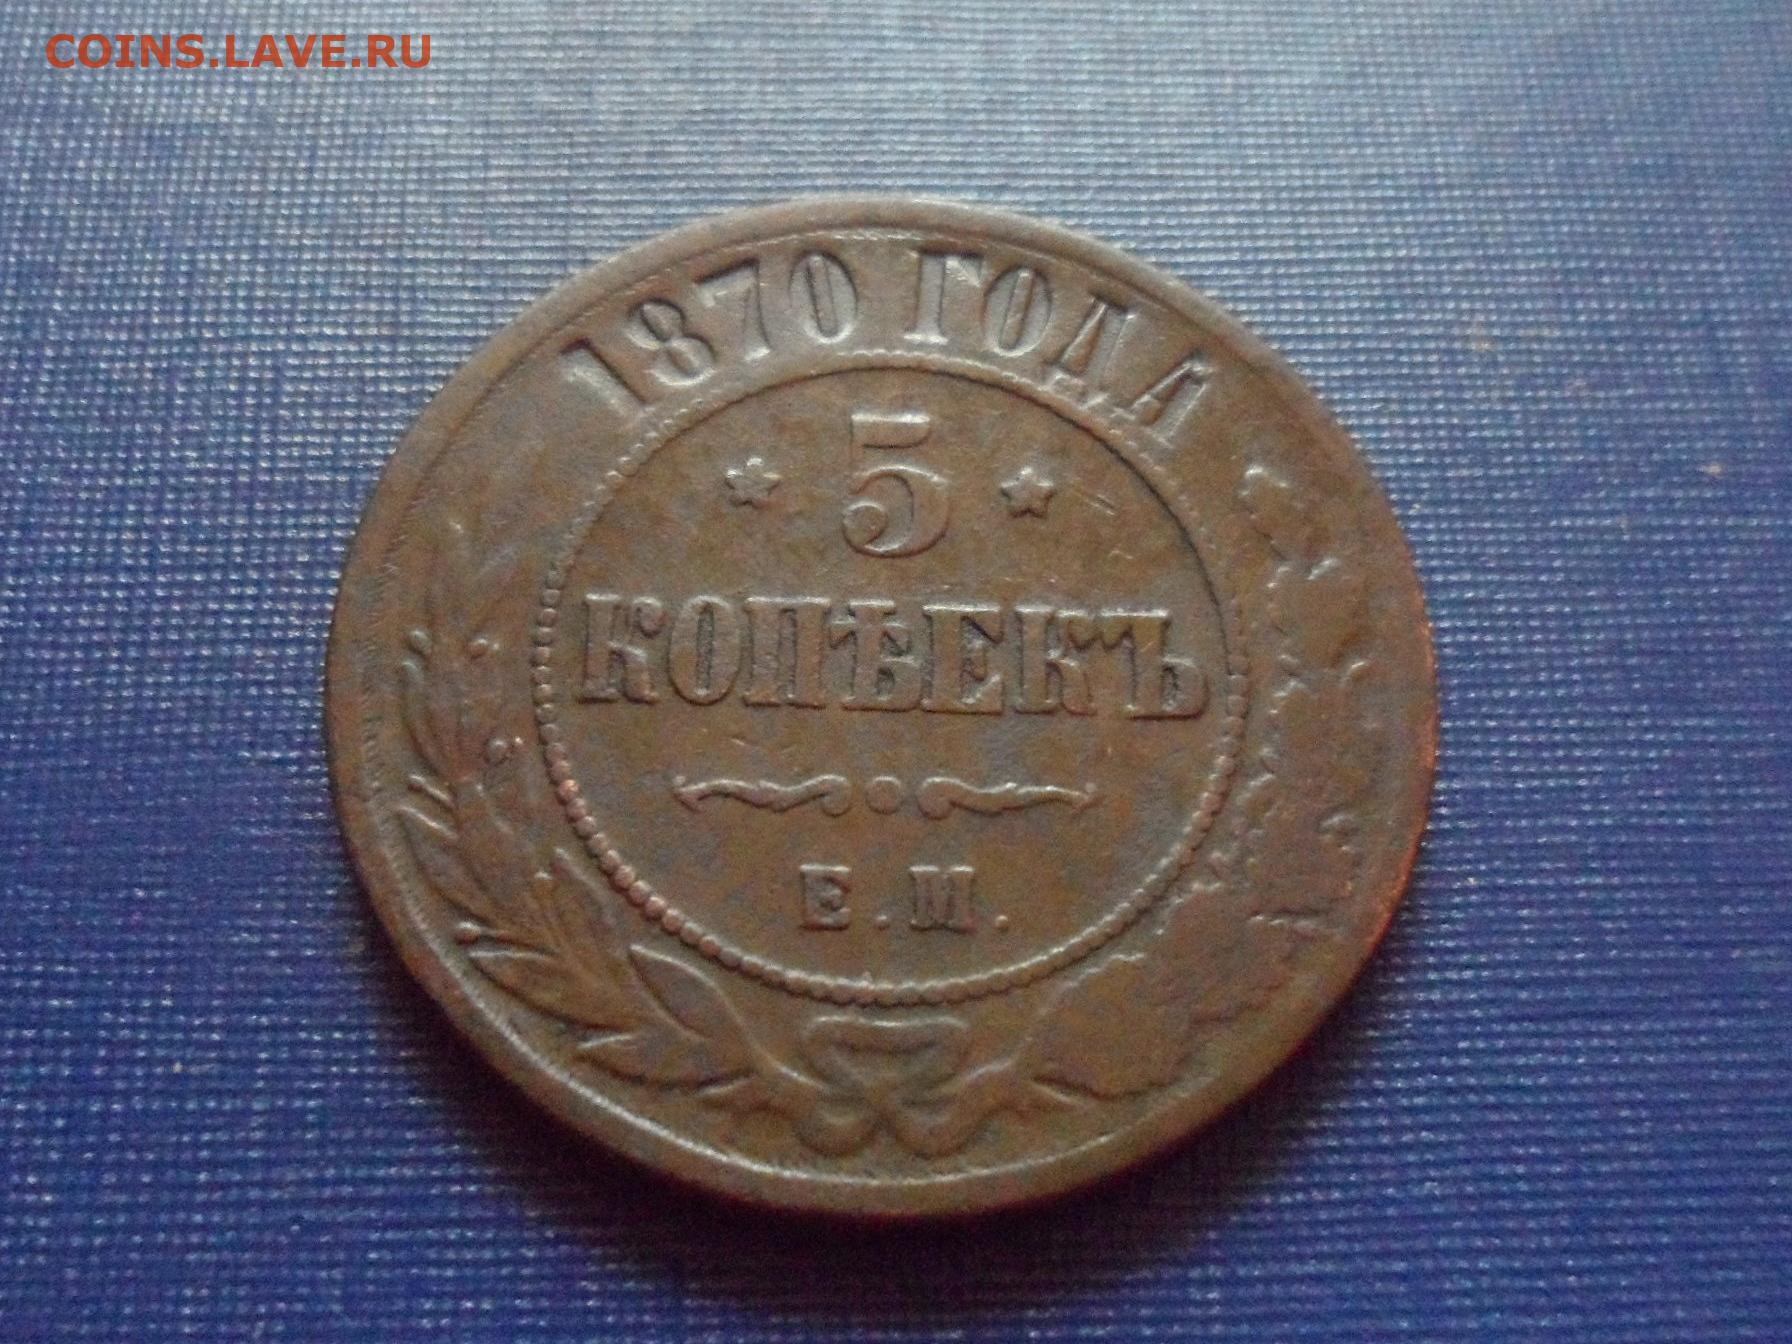 COINS.LAVE.RU
1870 ГОДА
5
КОПѢЕКЪ
Е.М.